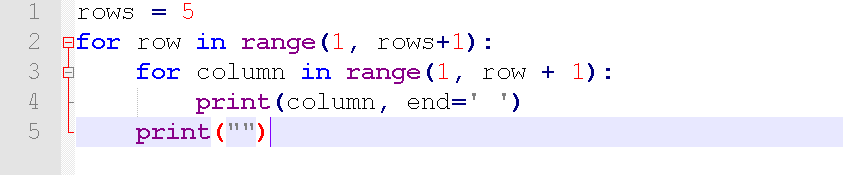 1 rows = 5
2 for row in range(1, rows+1):
3     for column in range(1, row + 1):
4         print(column, end=' ')
5     print("")